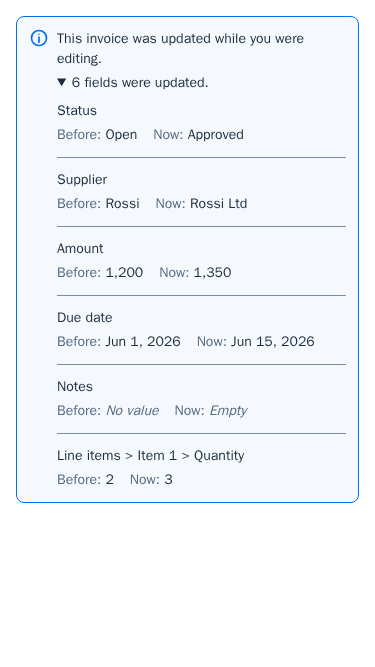 This invoice was updated while you were
editing.
▼ 6 fields were updated.
Status
Before: Open Now: Approved
Supplier
Before: Rossi Now: Rossi Ltd
Amount
Before: 1,200 Now: 1,350
Due date
Before: Jun 1, 2026 Now: Jun 15, 2026
Notes
Before: No value Now: Empty
Line items > Item 1 > Quantity
Before: 2 Now: 3